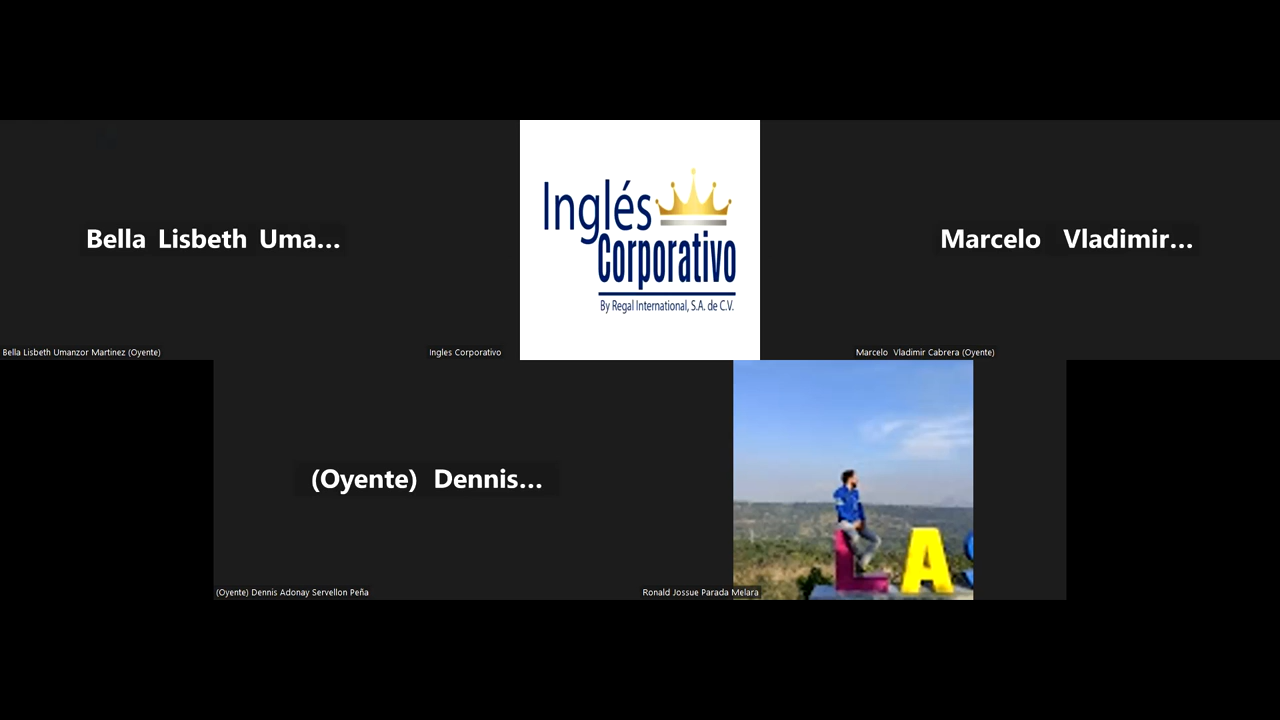 Bella Lisbeth Uma...
Inglés
Corporativo
By Regal International, S.A. de C.V.
Marcelo Vladimir...
Bella Lisbeth Umanzor Martinez (Oyente)
Ingles Corporativo
Marcelo Vladimir Cabrera (Oyente)
(Oyente) Dennis...
LA
(Oyente) Dennis Adonay Servellon Peña
Ronald Jossue Parada Melara